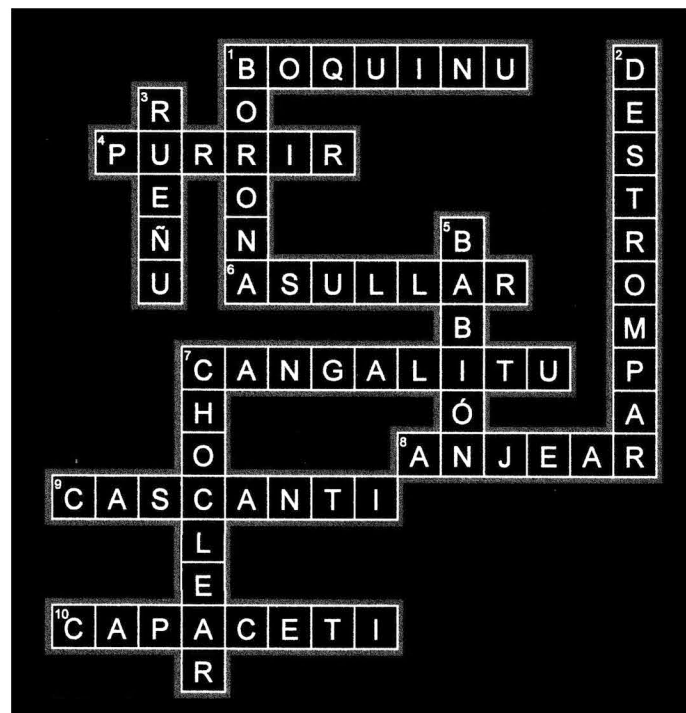 1 BOQUINU
1 BORONA
2 DESTROMPAR
3 RUEÑU
4 PURRIR
5 BABIÓN
6 ASULLAR
7 CANGALITU
7 CHOCLEAR
8 ANJEAR
9 CASCANTI
10 CAPACETI